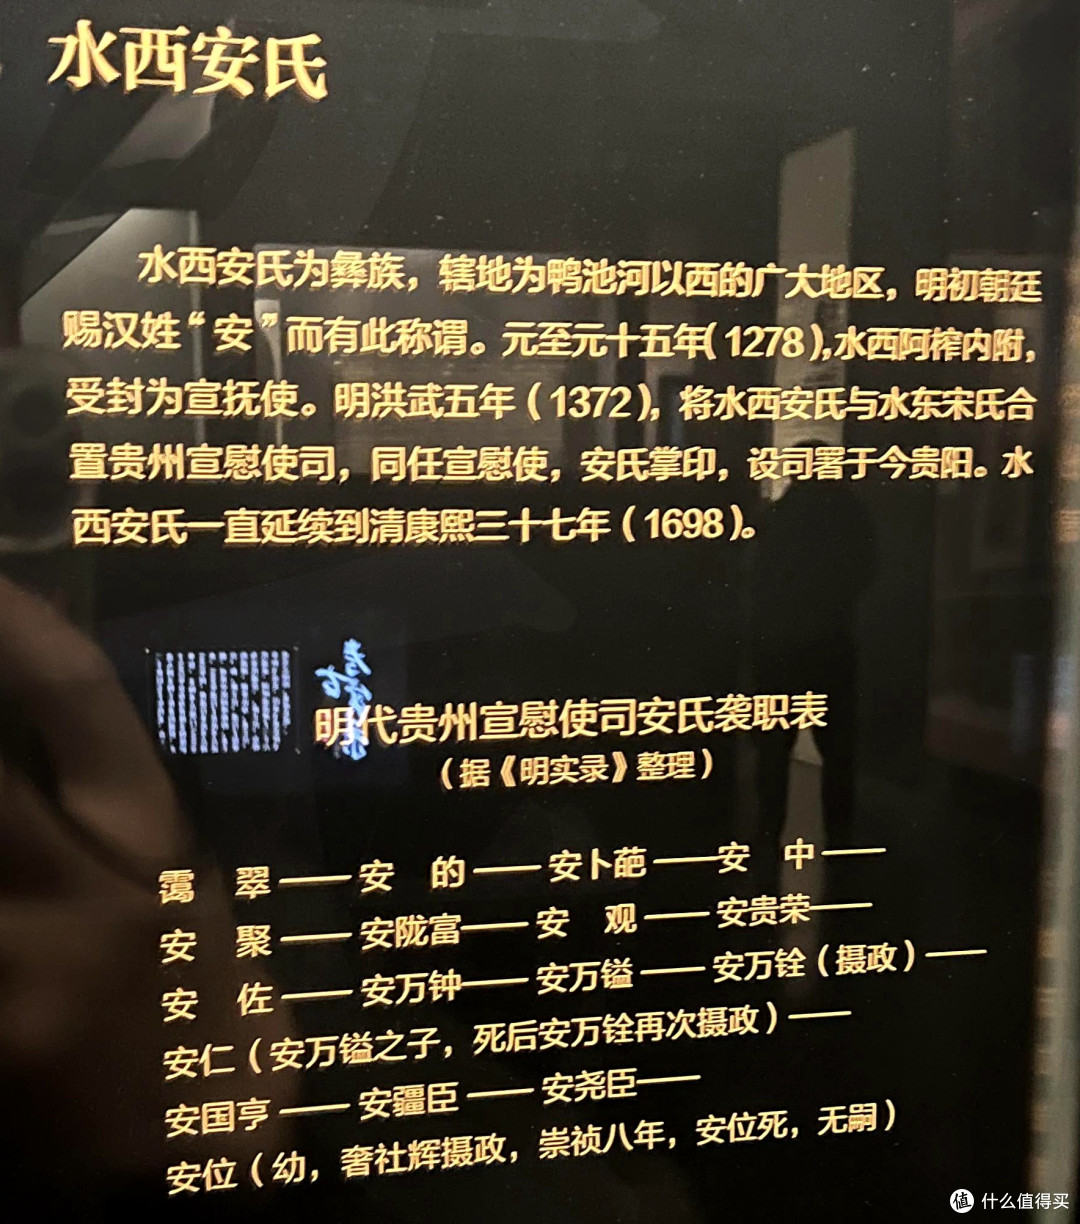 水西安氏
水西安氏为彝族，辖地为鸭池河以西的广大地区，明初朝廷
赐汉姺“安”而有此称谓。元至元十五年（1278），水西阿榨内附，
受封为宣抚使。明洪武五年（1372），将水西安氏与水东宋氏合
置贵州宣慰使司，同任宣慰使，安氏掌印，设司署于今贵阳。水
西安氏一直延续到清康熙三十七年（1698）。
明代贵州宣慰使司安氏袭职表
（据《明实录》整理）
霭 翠——安 的——安卜葩——安 中——
安 聚——安陇富——安 观——安贵荣——
安 佐——安万钟——安万镒——安万铨（摄政）——
安仁（安万镒之子，死后安万铨再次摄政）——
安国亨——安疆臣——安尧臣——
安位（幼，奢社辉摄政，崇祯八年，安位死，无嗣）
值 什么值得买